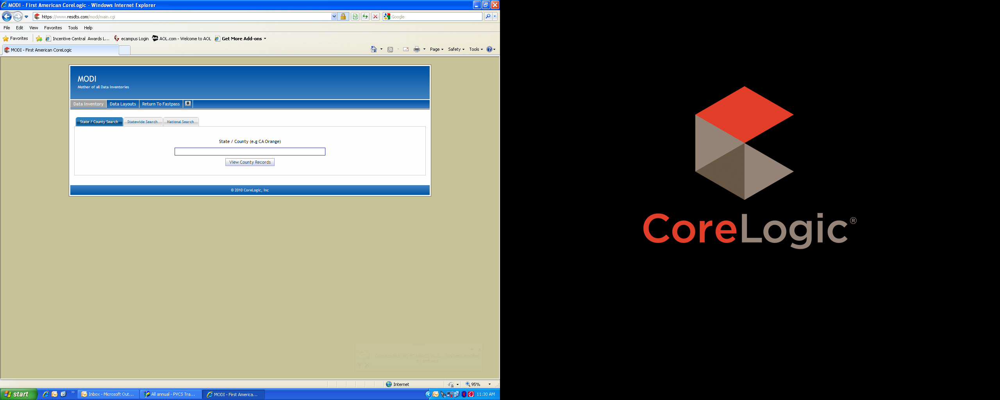 MODI - First American CoreLogic - Windows Internet Explorer
https://www.resdts.com/modi/main.cgi
Google
File Edit View Favorites Tools Help
Favorites Incentive Central Awards L... ecampus Login AOL.com - Welcome to AOL Get More Add-ons
MODI - First American CoreLogic
Page Safety Tools
MODI
Mother of all Data Inventories
Data Inventory Data Layouts Return To Fastpass
State / County Search Statewide Search National Search
State / County (e.g CA Orange)
View County Records
© 2010 CoreLogic, Inc
Internet 95%
start Inbox - Microsoft Out... All annual - PVCS Tra... MODI - First America... 11:30 AM
CoreLogic®